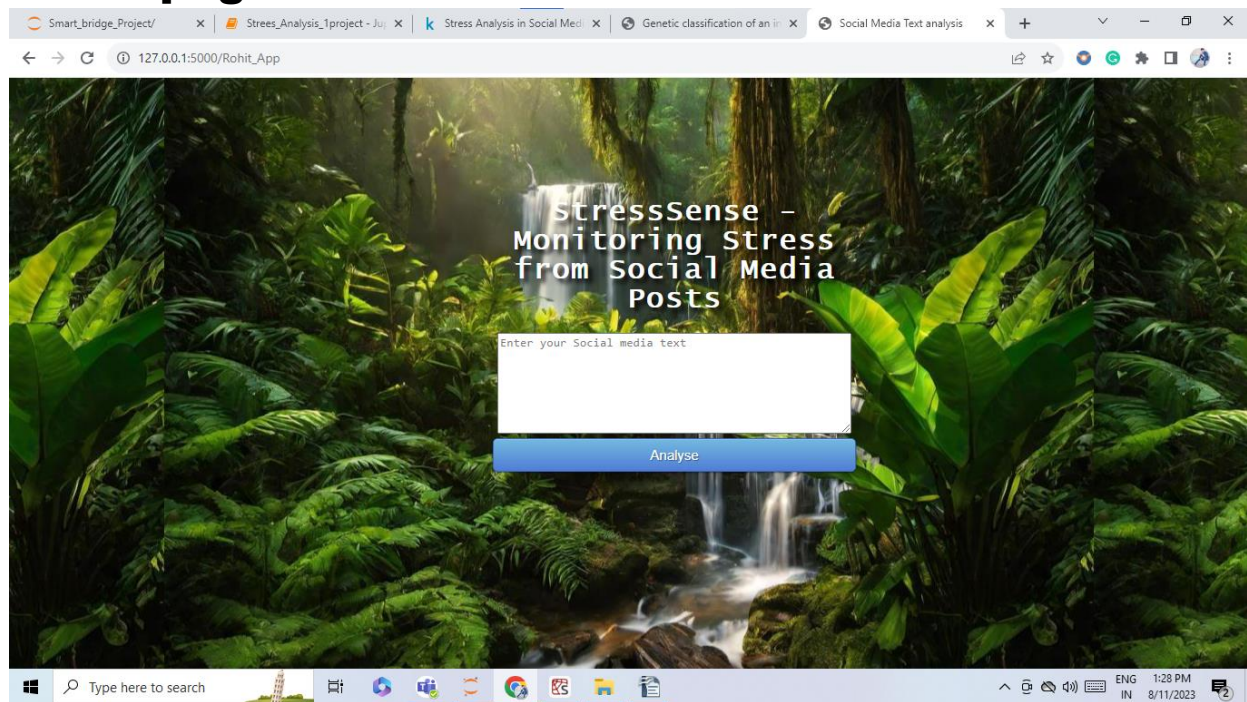 Smart_bridge_Project/
Strees_Analysis_1project - Ju
Stress Analysis in Social Medi
Genetic classification of an i
Social Media Text analysis
127.0.0.1:5000/Rohit_App
StressSense –
Monitoring Stress
from Social Media
Posts
Enter your Social media text
Analyse
Type here to search
ENG
IN
1:28 PM
8/11/2023
2